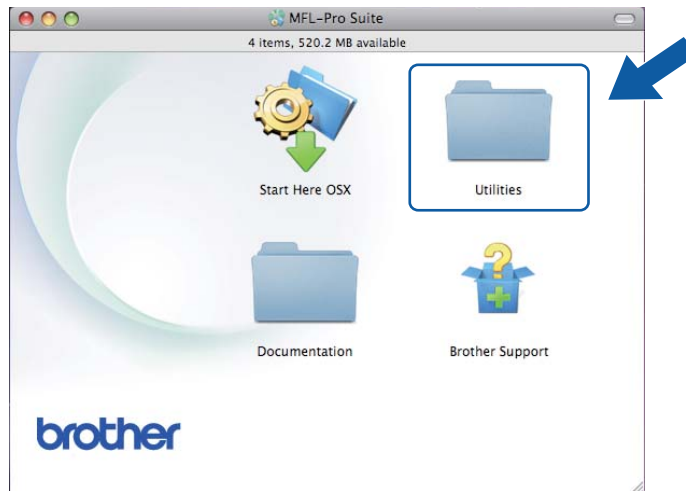 MFL-Pro Suite
4 items, 520.2 MB available
Start Here OSX
Utilities
Documentation
Brother Support
brother